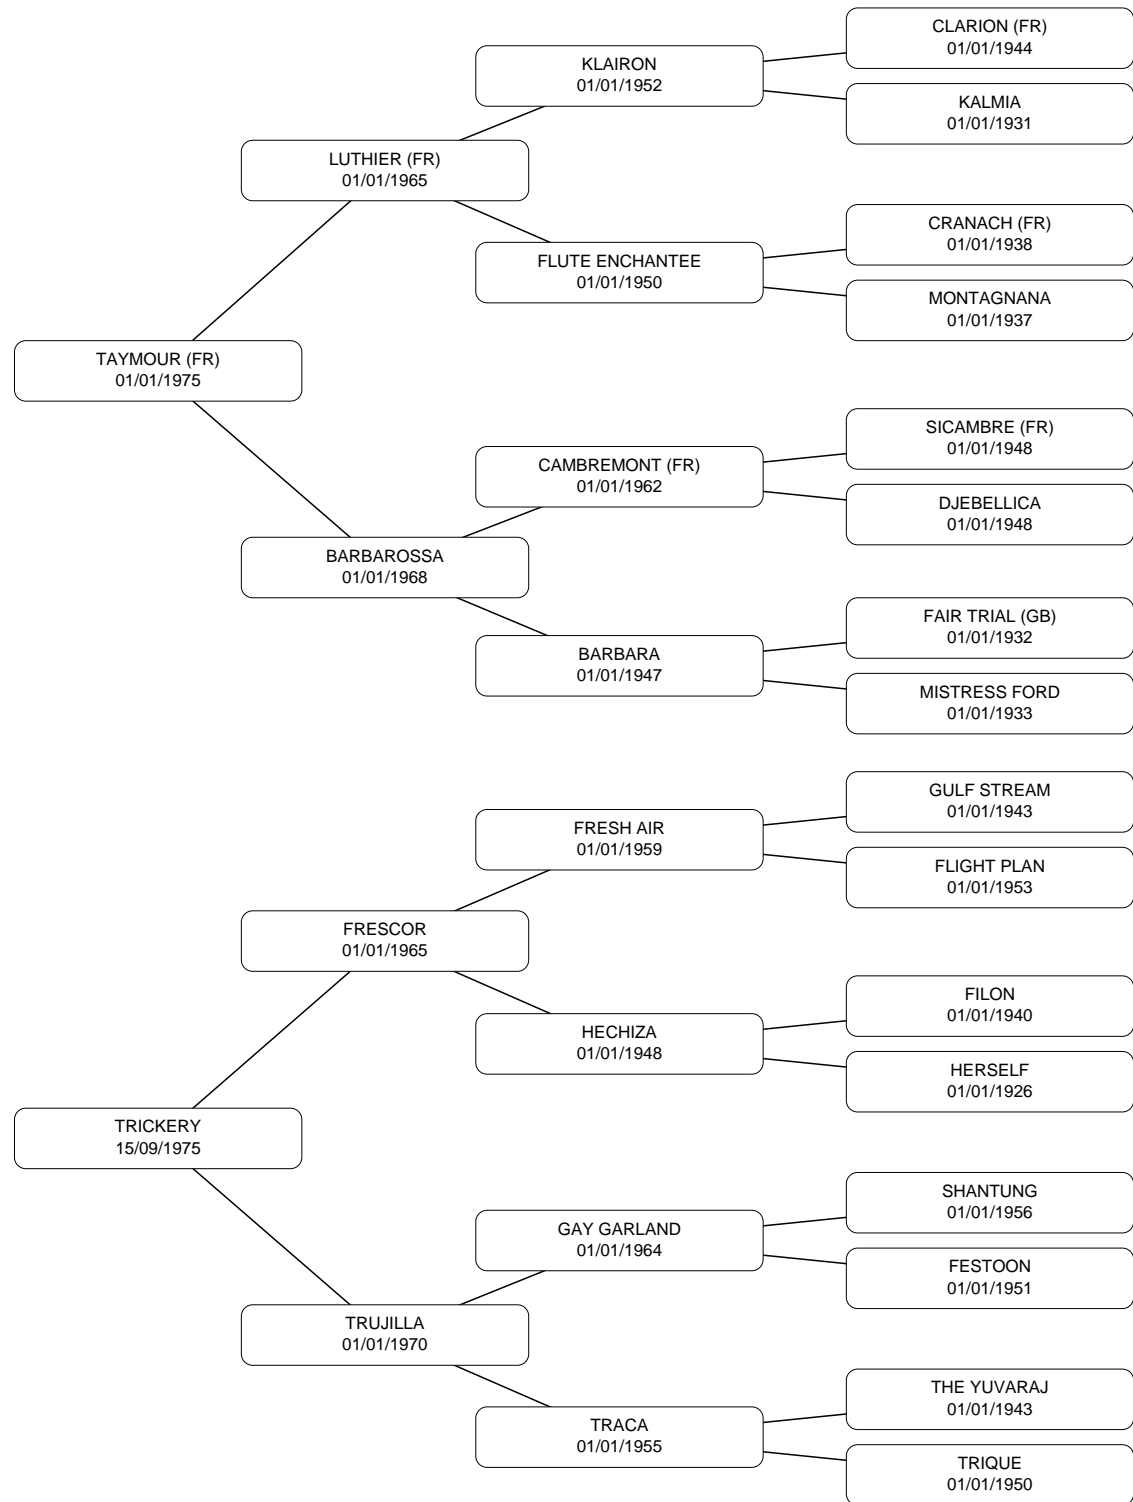 CLARION (FR)
01/01/1944
KLAIRON
01/01/1952
KALMIA
01/01/1931
LUTHIER (FR)
01/01/1965
CRANACH (FR)
01/01/1938
FLUTE ENCHANTEE
01/01/1950
MONTAGNANA
01/01/1937
TAYMOUR (FR)
01/01/1975
SICAMBRE (FR)
01/01/1948
CAMBREMONT (FR)
01/01/1962
DJEBELLICA
01/01/1948
BARBAROSSA
01/01/1968
FAIR TRIAL (GB)
01/01/1932
BARBARA
01/01/1947
MISTRESS FORD
01/01/1933
GULF STREAM
01/01/1943
FRESH AIR
01/01/1959
FLIGHT PLAN
01/01/1953
FRESCOR
01/01/1965
FILON
01/01/1940
HECHIZA
01/01/1948
HERSELF
01/01/1926
TRICKERY
15/09/1975
SHANTUNG
01/01/1956
GAY GARLAND
01/01/1964
FESTOON
01/01/1951
TRUJILLA
01/01/1970
THE YUVARAJ
01/01/1943
TRACA
01/01/1955
TRIQUE
01/01/1950